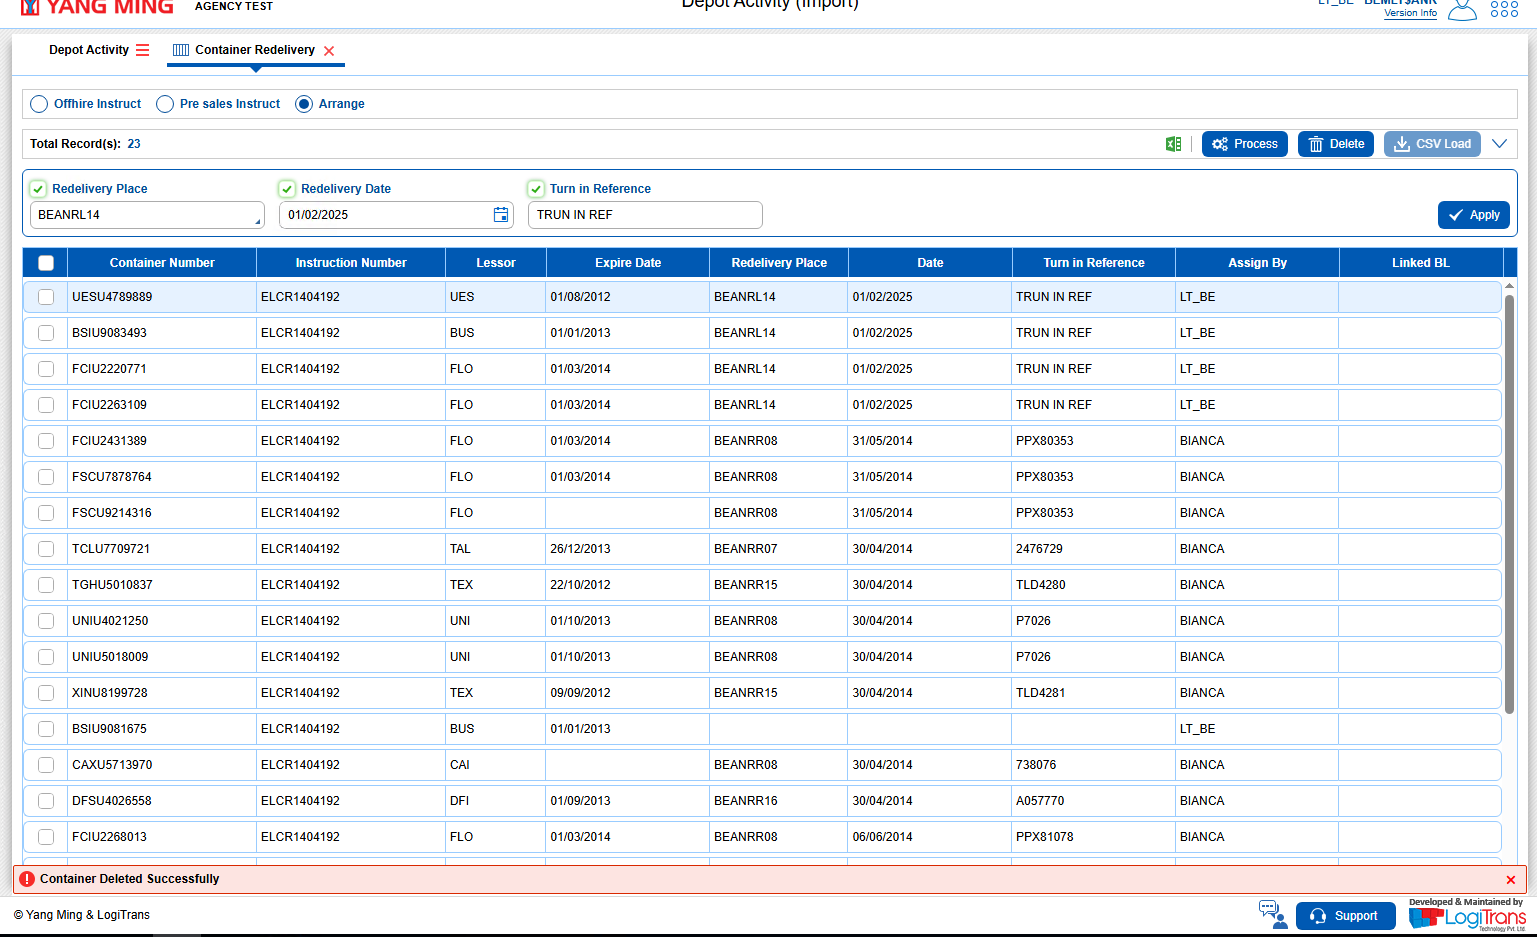 YANG MING AGENCY TEST Depot Activity (Import)
Version Info
Depot Activity Container Redelivery
Offhire Instruct Pre sales Instruct Arrange
Total Record(s): 23 Process Delete CSV Load
Redelivery Place Redelivery Date Turn in Reference
BEANRL14 01/02/2025 TRUN IN REF Apply
Container Number Instruction Number Lessor Expire Date Redelivery Place Date Turn in Reference Assign By Linked BL
UESU4789889 ELCR1404192 UES 01/08/2012 BEANRL14 01/02/2025 TRUN IN REF LT_BE
BSIU9083493 ELCR1404192 BUS 01/01/2013 BEANRL14 01/02/2025 TRUN IN REF LT_BE
FCIU2220771 ELCR1404192 FLO 01/03/2014 BEANRL14 01/02/2025 TRUN IN REF LT_BE
FCIU2263109 ELCR1404192 FLO 01/03/2014 BEANRL14 01/02/2025 TRUN IN REF LT_BE
FCIU2431389 ELCR1404192 FLO 01/03/2014 BEANRR08 31/05/2014 PPX80353 BIANCA
FSCU7878764 ELCR1404192 FLO 01/03/2014 BEANRR08 31/05/2014 PPX80353 BIANCA
FSCU9214316 ELCR1404192 FLO BEANRR08 31/05/2014 PPX80353 BIANCA
TCLU7709721 ELCR1404192 TAL 26/12/2013 BEANRR07 30/04/2014 2476729 BIANCA
TGHU5010837 ELCR1404192 TEX 22/10/2012 BEANRR15 30/04/2014 TLD4280 BIANCA
UNIU4021250 ELCR1404192 UNI 01/10/2013 BEANRR08 30/04/2014 P7026 BIANCA
UNIU5018009 ELCR1404192 UNI 01/10/2013 BEANRR08 30/04/2014 P7026 BIANCA
XINU8199728 ELCR1404192 TEX 09/09/2012 BEANRR15 30/04/2014 TLD4281 BIANCA
BSIU9081675 ELCR1404192 BUS 01/01/2013 LT_BE
CAXU5713970 ELCR1404192 CAI BEANRR08 30/04/2014 738076 BIANCA
DFSU4026558 ELCR1404192 DFI 01/09/2013 BEANRR16 30/04/2014 A057770 BIANCA
FCIU2268013 ELCR1404192 FLO 01/03/2014 BEANRR08 06/06/2014 PPX81078 BIANCA
Container Deleted Successfully
© Yang Ming & LogiTrans Support Developed & Maintained by
LogiTrans
Technology Pvt. Ltd.